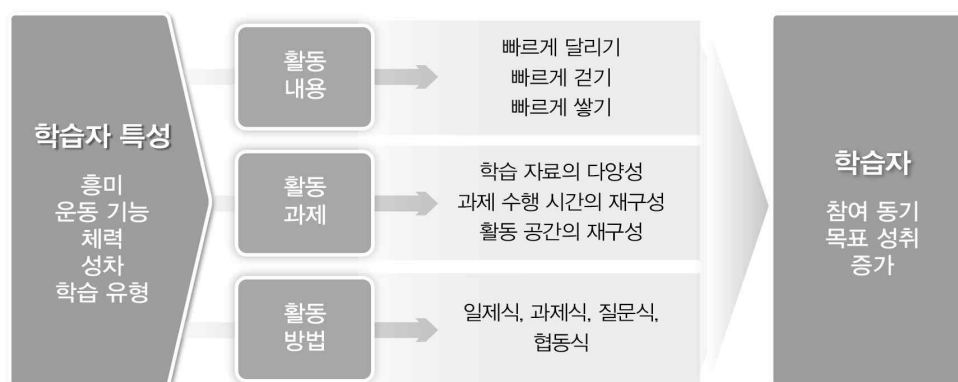 학습자 특성
흥미
운동 기능
체력
성차
학습 유형
활동
내용
빠르게 달리기
빠르게 걷기
빠르게 쌓기
활동
과제
학습 자료의 다양성
과제 수행 시간의 재구성
활동 공간의 재구성
활동
방법
일제식, 과제식, 질문식,
협동식
학습자
참여 동기
목표 성취
증가